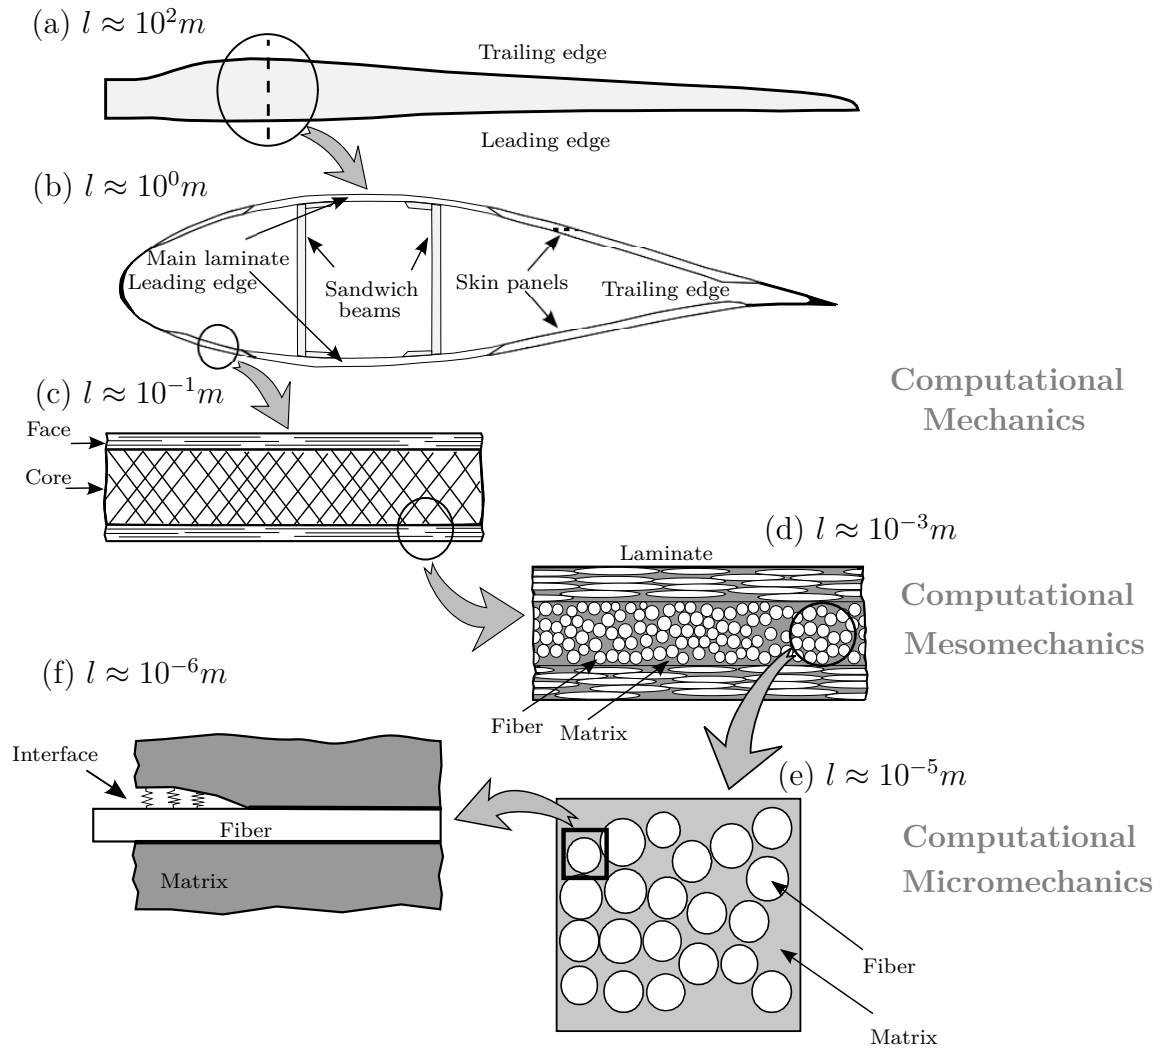 (a) l ≈ 10²m
Trailing edge
Leading edge
(b) l ≈ 10⁰m
Main laminate
Leading edge
Sandwich
beams
Skin panels
Trailing edge
(c) l ≈ 10⁻¹m
Computational
Mechanics
Face
Core
(d) l ≈ 10⁻³m
Laminate
Computational
Mesomechanics
Fiber
Matrix
(f) l ≈ 10⁻⁶m
Interface
Fiber
Matrix
(e) l ≈ 10⁻⁵m
Computational
Micromechanics
Fiber
Matrix